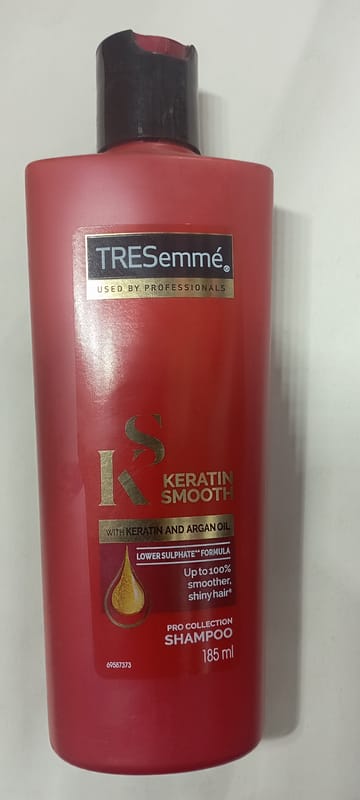 TRESemmé®
USED BY PROFESSIONALS
KS
KERATIN
SMOOTH
WITH KERATIN AND ARGAN OIL
LOWER SULPHATE** FORMULA
Up to 100%
smoother,
shiny hair*
PRO COLLECTION
SHAMPOO
185 ml
69587373